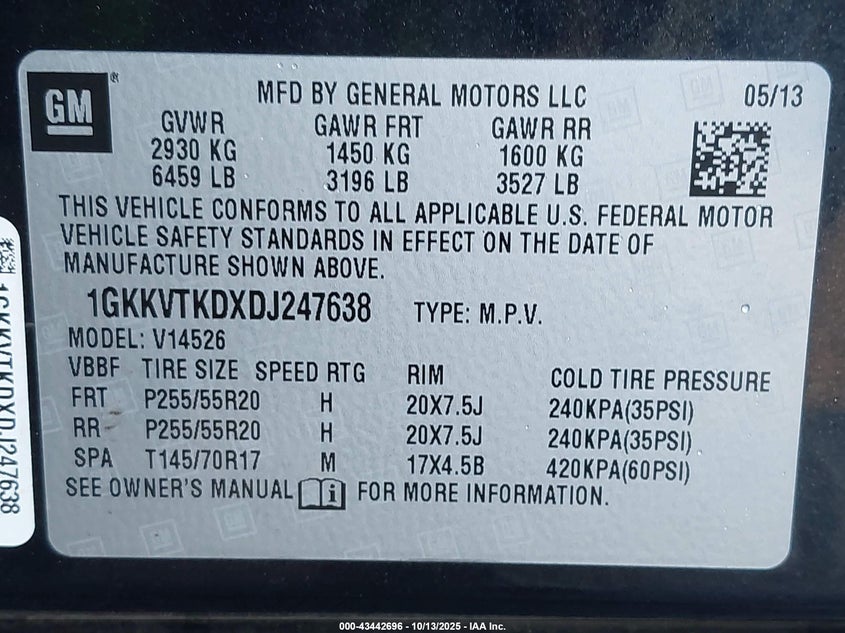 GM ®
MFD BY GENERAL MOTORS LLC 05/13
GVWR GAWR FRT GAWR RR
2930 KG 1450 KG 1600 KG
6459 LB 3196 LB 3527 LB
THIS VEHICLE CONFORMS TO ALL APPLICABLE U.S. FEDERAL MOTOR
VEHICLE SAFETY STANDARDS IN EFFECT ON THE DATE OF
MANUFACTURE SHOWN ABOVE.
1GKKVTKDXDJ247638 TYPE: M.P.V.
MODEL: V14526
VBBF TIRE SIZE SPEED RTG RIM COLD TIRE PRESSURE
FRT P255/55R20 H 20X7.5J 240KPA(35PSI)
RR P255/55R20 H 20X7.5J 240KPA(35PSI)
SPA T145/70R17 M 17X4.5B 420KPA(60PSI)
SEE OWNER'S MANUAL i FOR MORE INFORMATION.
1GKKVTKDXDJ247638
000-43442696 - 10/13/2025 - IAA Inc.